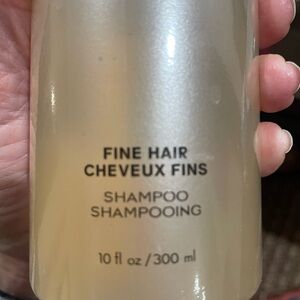 FINE HAIR
CHEVEUX FINS
SHAMPOO
SHAMPOOING
10 fl oz / 300 ml